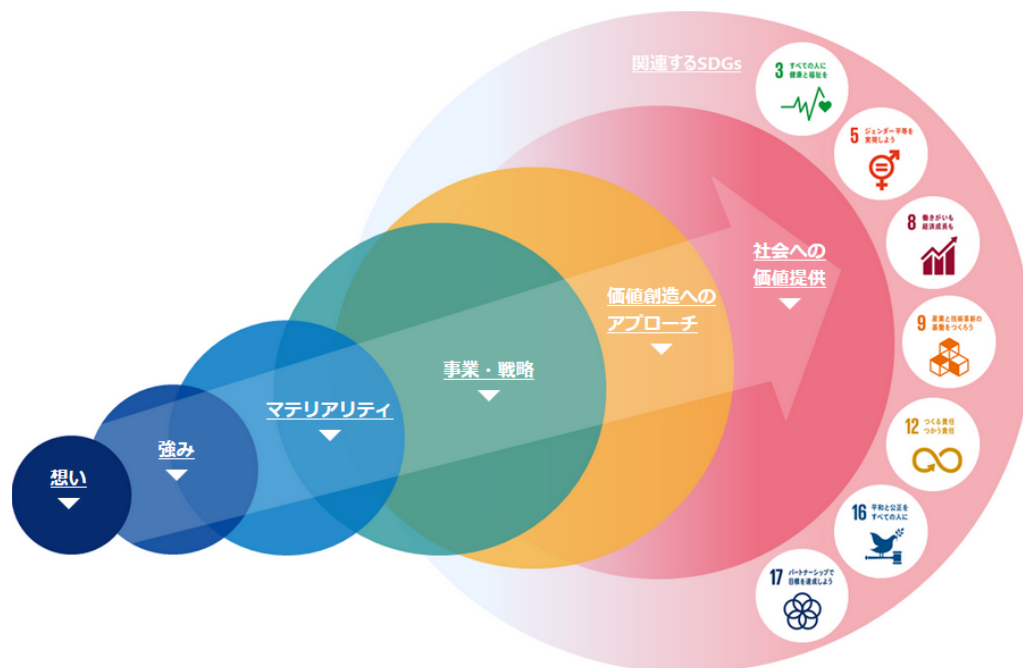 関連するSDGs
3 すべての人に
健康と福祉を
5 ジェンダー平等を
実現しよう
8 働きがいも
経済成長も
9 産業と技術革新の
基盤をつくろう
12 つくる責任
つかう責任
16 平和と公正を
すべての人に
17 パートナーシップで
目標を達成しよう
社会への
価値提供
価値創造への
アプローチ
事業・戦略
マテリアリティ
強み
想い